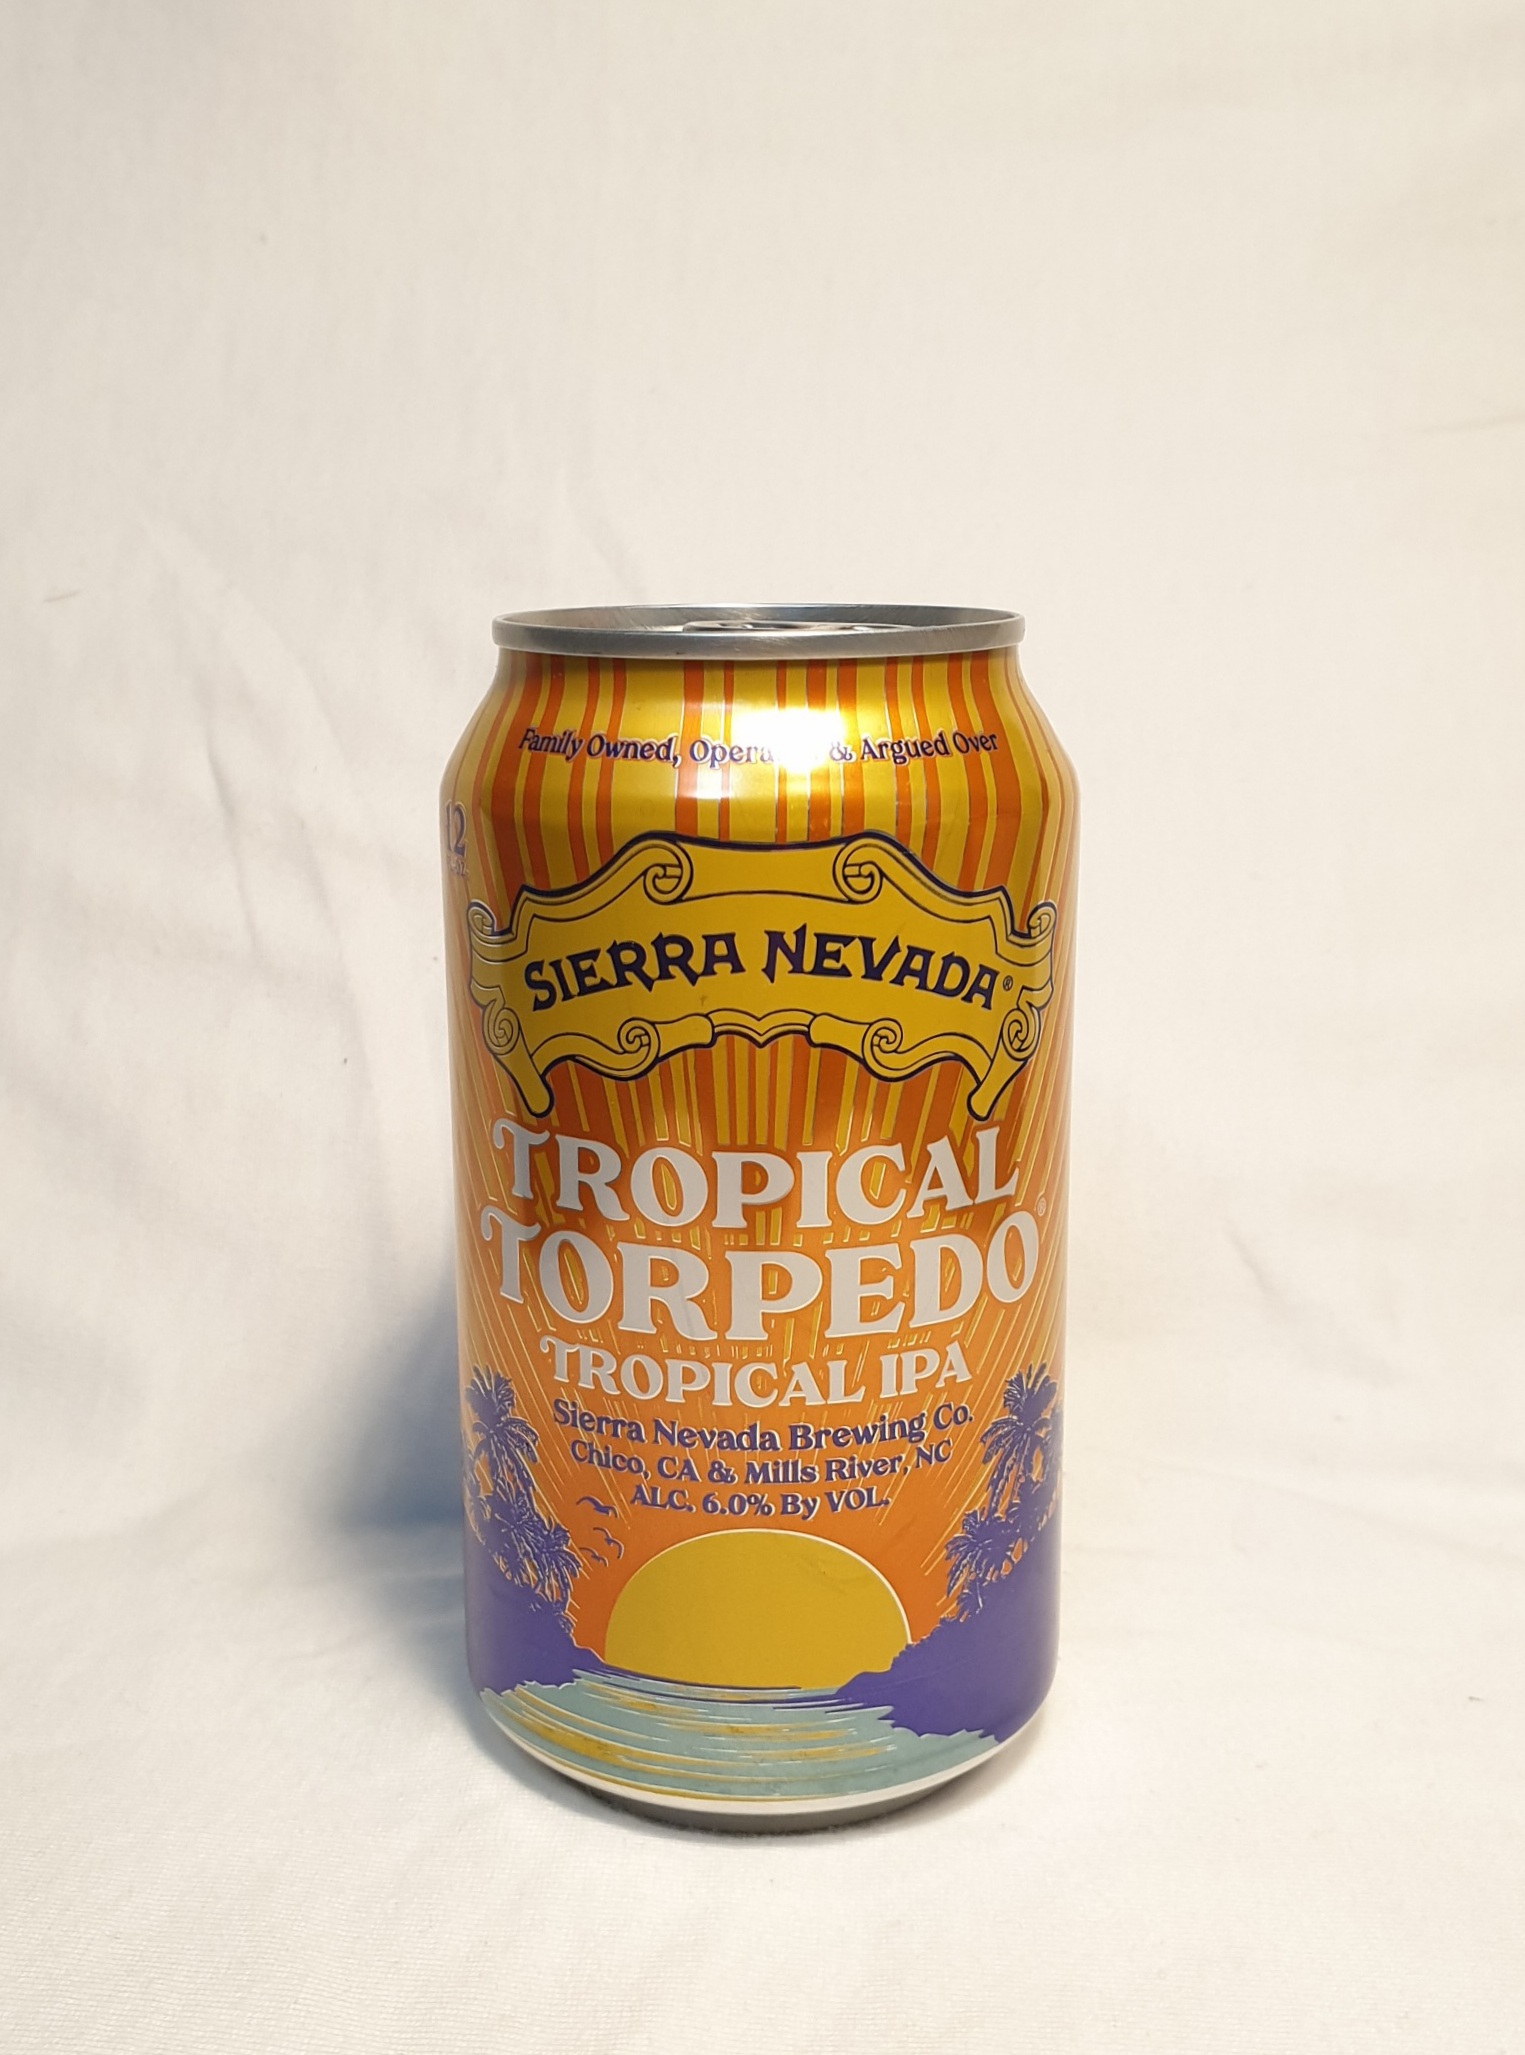 Family Owned, Opera & Argued Over
12
SIERRA NEVADA®
TROPICAL
TORPEDO®
TROPICAL IPA
Sierra Nevada Brewing Co.
Chico, CA & Mills River, NC
ALC. 6.0% By VOL.